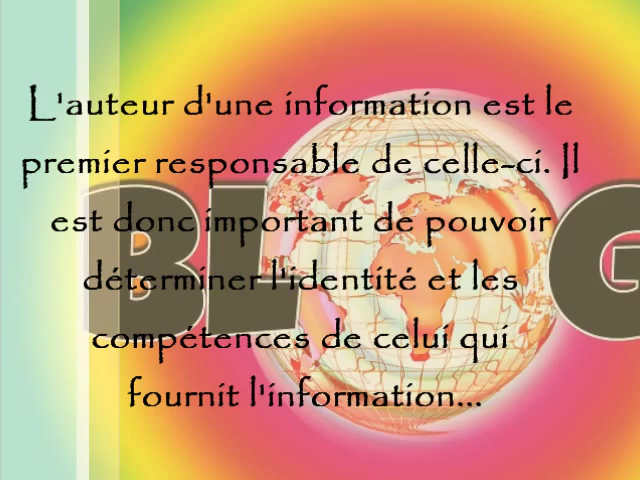 L'auteur d'une information est le
premier responsable de celle-ci. Il
est donc important de pouvoir
déterminer l'identité et les
compétences de celui qui
fournit l'information...
BLOG